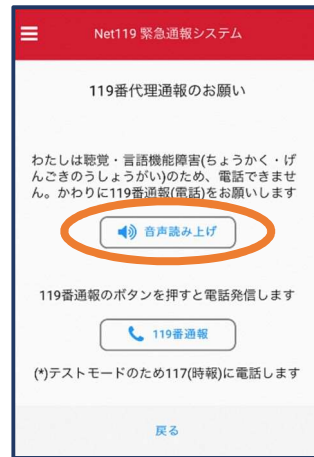 Net119 緊急通報システム
119番代理通報のお願い
わたしは聴覚・言語機能障害(ちょうかく・げ
んごきのうしょうがい)のため、電話できませ
ん。かわりに119番通報(電話)をお願いします
音声読み上げ
119番通報のボタンを押すと電話発信します
119番通報
(*)テストモードのため117(時報)に電話します
戻る